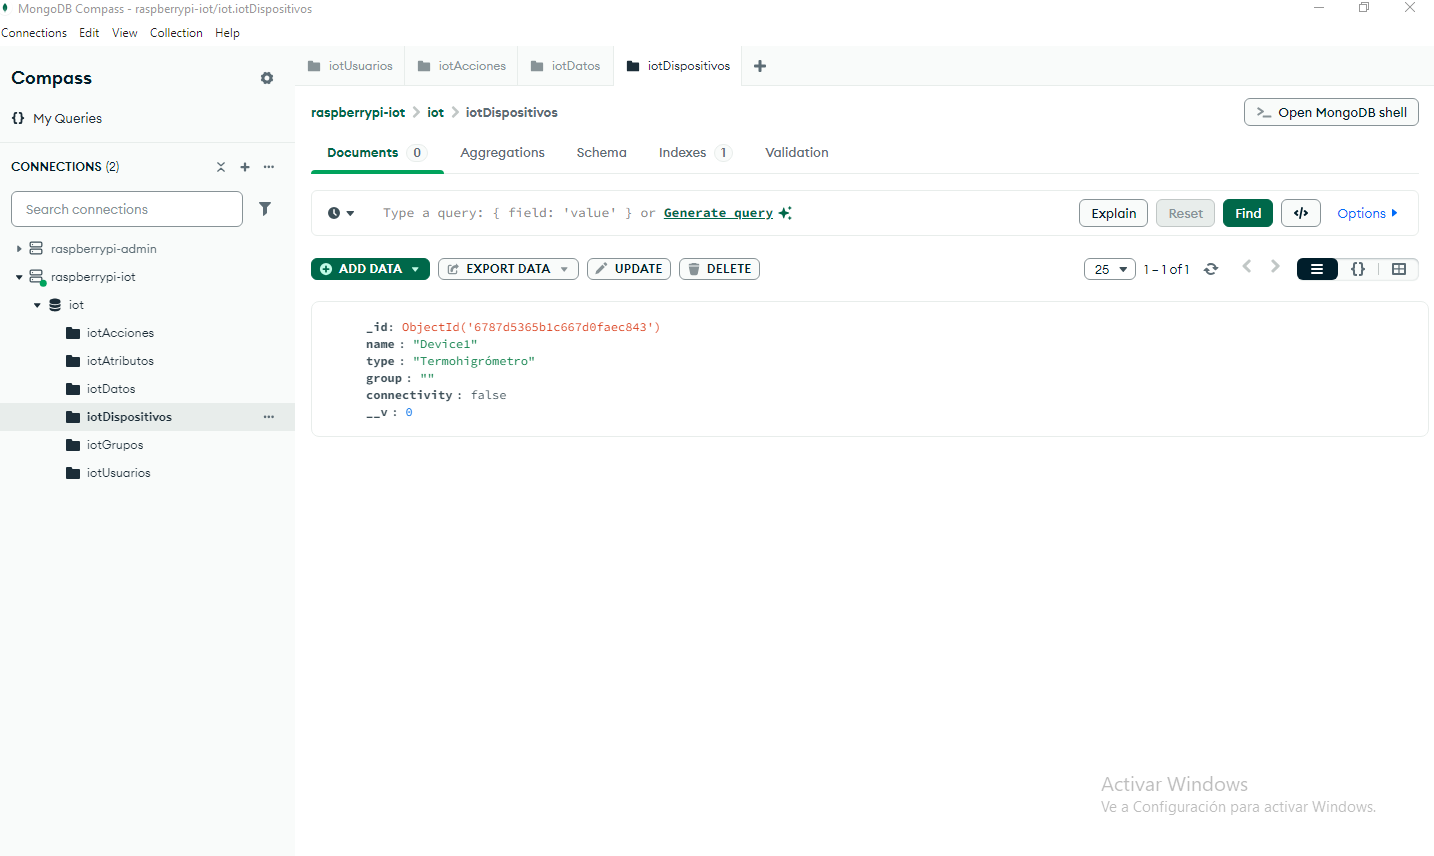 MongoDB Compass - raspberrypi-iot/iot.iotDispositivos
Connections Edit View Collection Help
Compass
{} My Queries
CONNECTIONS (2)
Search connections
raspberrypi-admin
raspberrypi-iot
iot
iotAcciones
iotAtributos
iotDatos
iotDispositivos
iotGrupos
iotUsuarios
iotUsuarios iotAcciones iotDatos iotDispositivos
raspberrypi-iot > iot > iotDispositivos
>_ Open MongoDB shell
Documents 0 Aggregations Schema Indexes 1 Validation
Type a query: { field: 'value' } or Generate query
Explain Reset Find </> Options
ADD DATA EXPORT DATA UPDATE DELETE
25 1 – 1 of 1 {}
_id: ObjectId('6787d5365b1c667d0faec843')
name : "Device1"
type : "Termohigrómetro"
group : ""
connectivity : false
__v : 0
Activar Windows
Ve a Configuración para activar Windows.